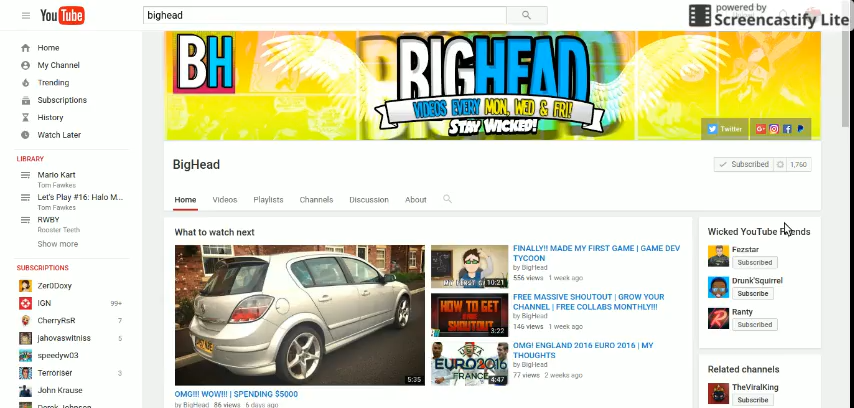 powered by
Screencastify Lite
YouTube
bighead
Home
My Channel
Trending
Subscriptions
History
Watch Later
LIBRARY
Mario Kart
Tom Fawkes
Let's Play #16: Halo M...
Tom Fawkes
RWBY
Rooster Teeth
Show more
SUBSCRIPTIONS
Zer0Doxy
IGN 99+
CherryRsR 7
jahovaswitniss 5
speedyw03
Terroriser 3
John Krause
Derek Johnson
BH
BIGHEAD
VIDEOS EVERY MON, WED & FRI!
STAY WICKED!
Twitter
BigHead
Subscribed 1,760
Home Videos Playlists Channels Discussion About
What to watch next
5:35
OMG!!! WOW!!! | SPENDING $5000
by BigHead 86 views 6 days ago
10:21
FINALLY!! MADE MY FIRST GAME | GAME DEV
TYCOON
by BigHead
556 views 1 week ago
HOW TO GET
SHOUTOUT
3:22
FREE MASSIVE SHOUTOUT | GROW YOUR
CHANNEL | FREE COLLABS MONTHLY!!!
by BigHead
146 views 1 week ago
EURO2016
FRANCE
4:47
OMG! ENGLAND 2016 EURO 2016 | MY
THOUGHTS
by BigHead
77 views 2 weeks ago
Wicked YouTube Friends
Fezstar
Subscribed
Drunk'Squirrel
Subscribe
Ranty
Subscribed
Related channels
TheViralKing
Subscribe